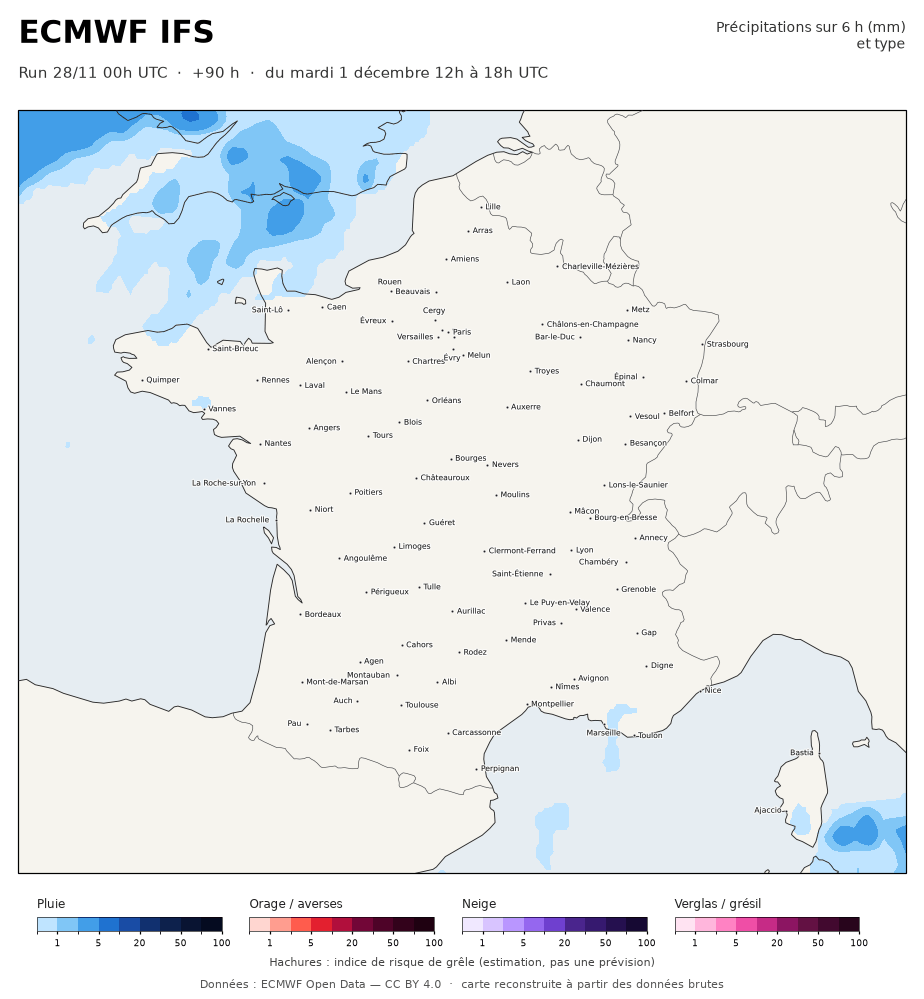 ECMWF IFS
Précipitations sur 6 h (mm)
et type
Run 28/11 00h UTC · +90 h · du mardi 1 décembre 12h à 18h UTC
Lille
Arras
Amiens
Charleville-Mézières
Rouen
Laon
Beauvais
Saint-Lô
Caen
Cergy
Metz
Évreux
Châlons-en-Champagne
Versailles
Paris
Bar-le-Duc
Nancy
Strasbourg
Saint-Brieuc
Alençon
Chartres
Évry
Melun
Quimper
Rennes
Laval
Le Mans
Troyes
Chaumont
Épinal
Colmar
Vannes
Orléans
Auxerre
Vesoul
Belfort
Angers
Blois
Tours
Dijon
Besançon
Nantes
Bourges
Nevers
La Roche-sur-Yon
Châteauroux
Lons-le-Saunier
Poitiers
Moulins
Niort
Mâcon
Bourg-en-Bresse
La Rochelle
Guéret
Annecy
Limoges
Clermont-Ferrand
Lyon
Angoulême
Chambéry
Saint-Étienne
Périgueux
Tulle
Grenoble
Bordeaux
Aurillac
Le Puy-en-Velay
Valence
Privas
Gap
Cahors
Mende
Rodez
Agen
Digne
Montauban
Mont-de-Marsan
Albi
Avignon
Nîmes
Nice
Auch
Toulouse
Montpellier
Pau
Tarbes
Carcassonne
Marseille
Toulon
Foix
Bastia
Perpignan
Ajaccio
Pluie
Orage / averses
Neige
Verglas / grésil
1 5 20 50 100
1 5 20 50 100
1 5 20 50 100
1 5 20 50 100
Hachures : indice de risque de grêle (estimation, pas une prévision)
Données : ECMWF Open Data — CC BY 4.0 · carte reconstruite à partir des données brutes